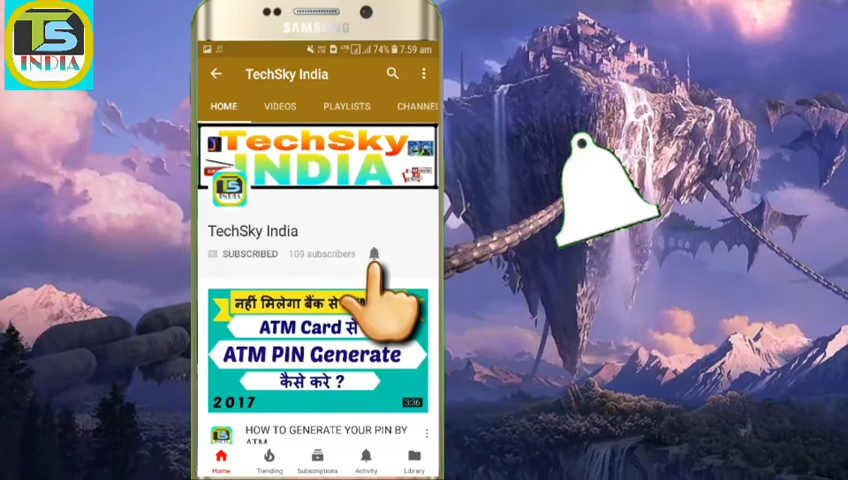 TS
INDIA
SAMSUNG
74% 7:59 am
TechSky India
HOME VIDEOS PLAYLISTS CHANNEL
TechSky
INDIA
TS
TechSky India
SUBSCRIBED 109 subscribers
नहीं मिलेगा बैंक से
ATM Card से
ATM PIN Generate
कैसे करे ?
2017 3:36
HOW TO GENERATE YOUR PIN BY
ATM
Home Trending Subscriptions Activity Library